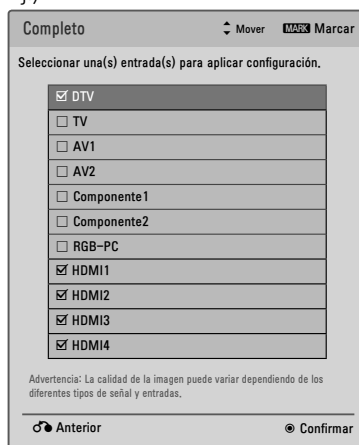 Completo Mover MARK Marcar
Seleccionar una(s) entrada(s) para aplicar configuración.
DTV
TV
AV1
AV2
Componente1
Componente2
RGB-PC
HDMI1
HDMI2
HDMI3
HDMI4
Advertencia: La calidad de la imagen puede variar dependiendo de los
diferentes tipos de señal y entradas.
Anterior Confirmar